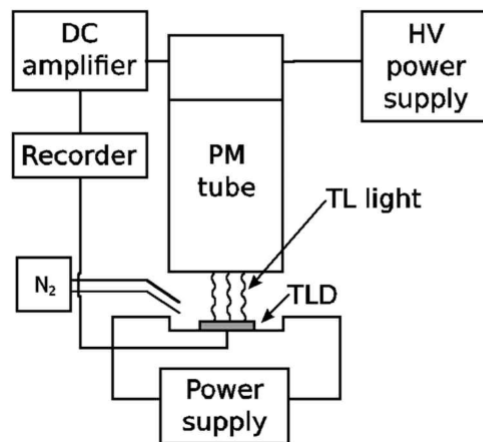 DC
amplifier
HV
power
supply
Recorder
PM
tube
TL light
N₂
TLD
Power
supply